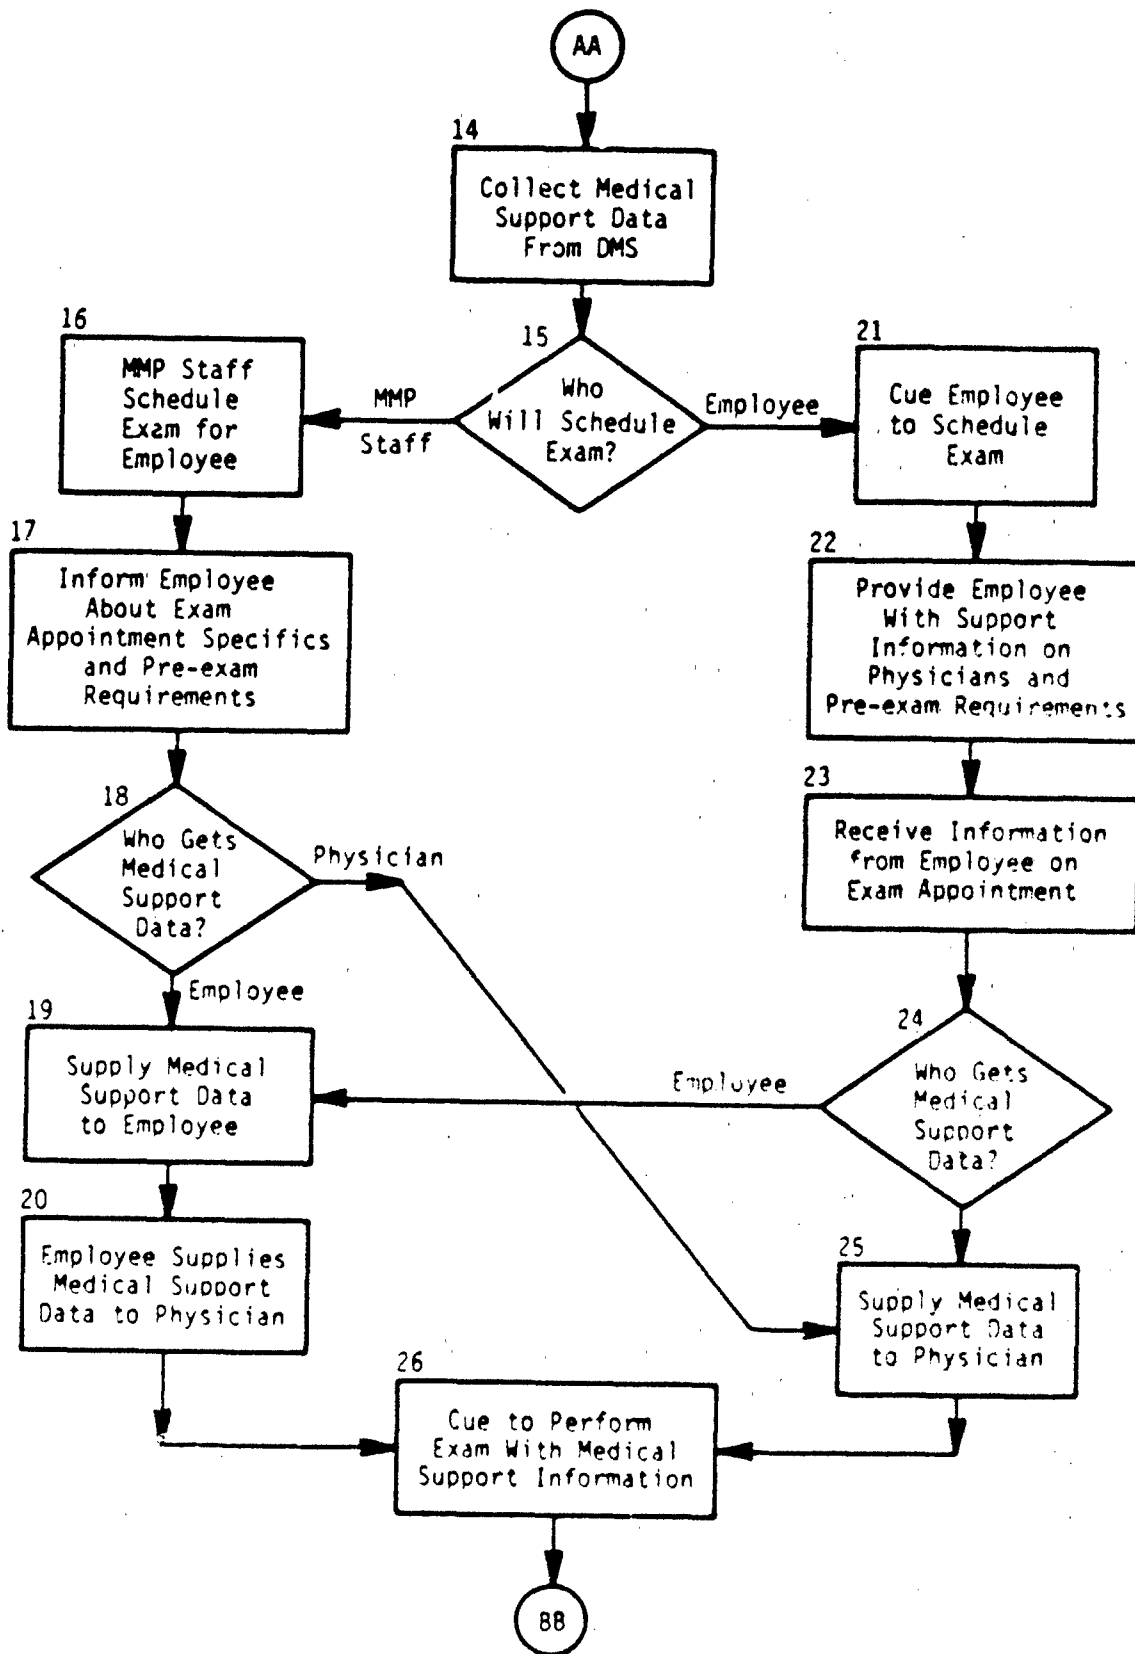 AA
14
Collect Medical
Support Data
From DMS
15
Who
Will Schedule
Exam?
MMP
Staff
Employee
16
MMP Staff
Schedule
Exam for
Employee
17
Inform Employee
About Exam
Appointment Specifics
and Pre-exam
Requirements
18
Who Gets
Medical
Support
Data?
Physician
Employee
19
Supply Medical
Support Data
to Employee
20
Employee Supplies
Medical Support
Data to Physician
21
Cue Employee
to Schedule
Exam
22
Provide Employee
With Support
Information on
Physicians and
Pre-exam Requirements
23
Receive Information
from Employee on
Exam Appointment
24
Who Gets
Medical
Support
Data?
Employee
25
Supply Medical
Support Data
to Physician
26
Cue to Perform
Exam With Medical
Support Information
BB